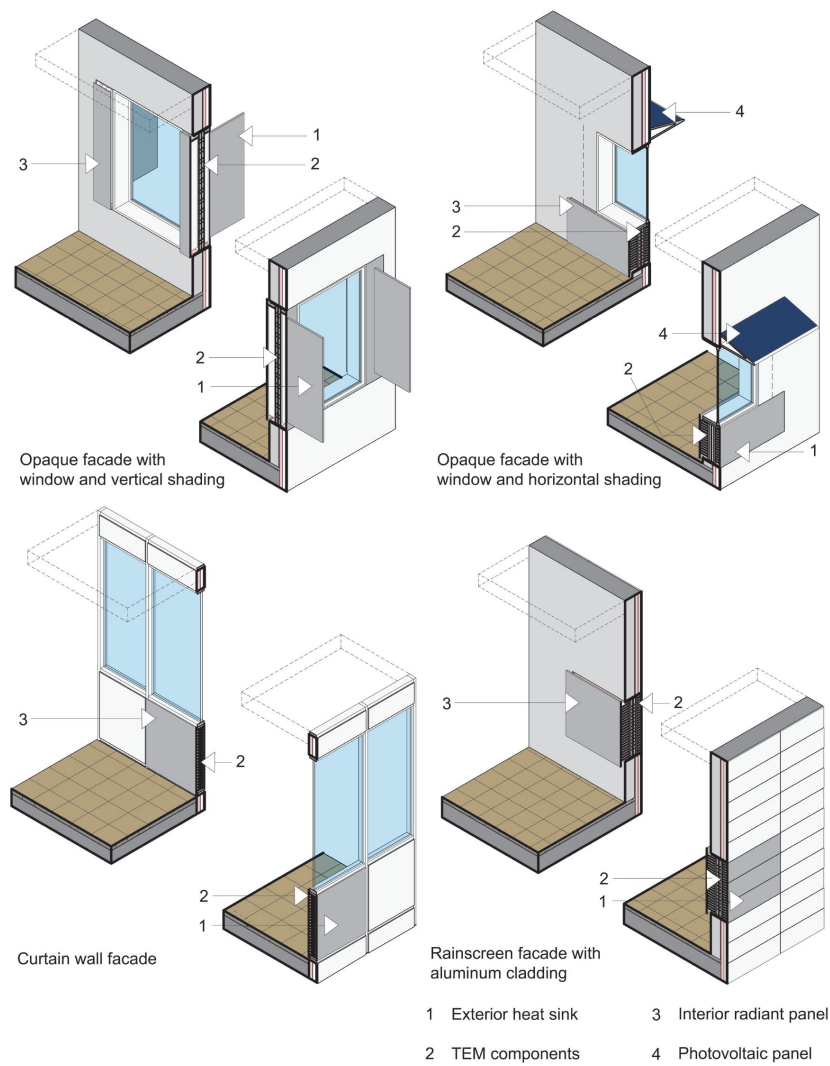 1
2
3
2
1
Opaque facade with
window and vertical shading
4
3
2
4
2
1
Opaque facade with
window and horizontal shading
3
2
2
1
Curtain wall facade
3
2
2
1
Rainscreen facade with
aluminum cladding
1 Exterior heat sink
2 TEM components
3 Interior radiant panel
4 Photovoltaic panel